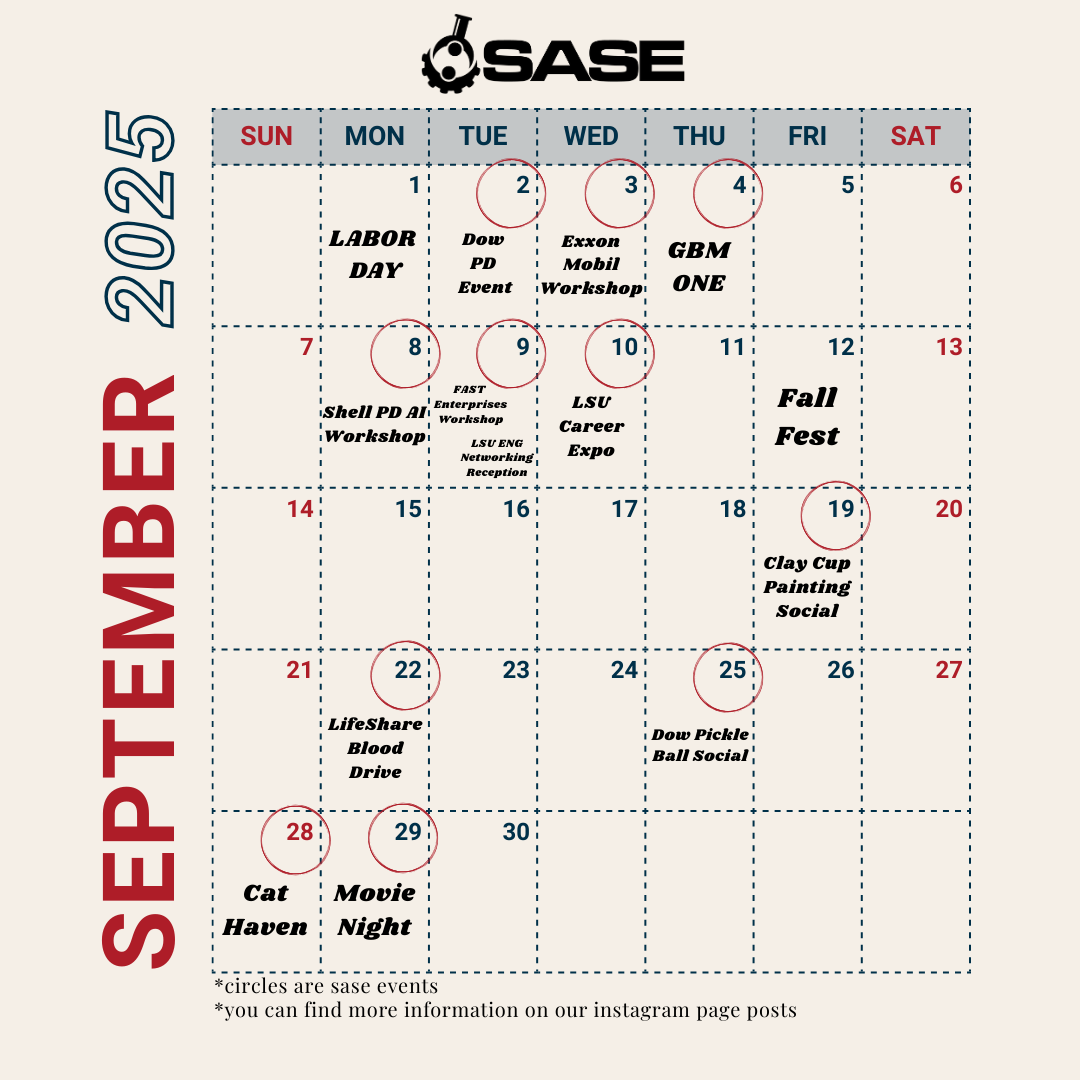 SASE
SEPTEMBER 2025
SUN MON TUE WED THU FRI SAT
1 2 3 4 5 6
LABOR
DAY
Dow
PD
Event
Exxon
Mobil
Workshop
GBM
ONE
7 8 9 10 11 12 13
Shell PD AI
Workshop
FAST
Enterprises
Workshop
LSU ENG
Networking
Reception
LSU
Career
Expo
Fall
Fest
14 15 16 17 18 19 20
Clay Cup
Painting
Social
21 22 23 24 25 26 27
LifeShare
Blood
Drive
Dow Pickle
Ball Social
28 29 30
Cat
Haven
Movie
Night
*circles are sase events
*you can find more information on our instagram page posts